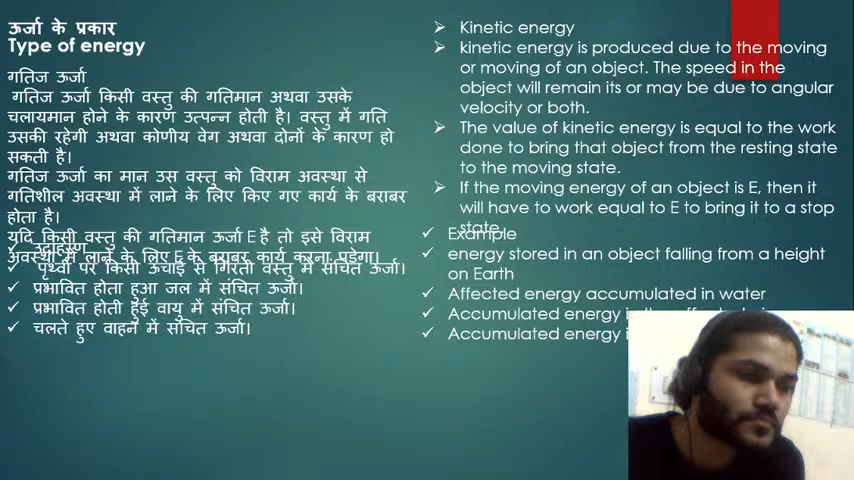 ऊर्जा के प्रकार
Type of energy
गतिज ऊर्जा
गतिज ऊर्जा किसी वस्तु की गतिमान अथवा उसके
चलायमान होने के कारण उत्पन्न होती है। वस्तु में गति
उसकी रहेगी अथवा कोणीय वेग अथवा दोनों के कारण हो
सकती है।
गतिज ऊर्जा का मान उस वस्तु को विराम अवस्था से
गतिशील अवस्था में लाने के लिए किए गए कार्य के बराबर
होता है।
यदि किसी वस्तु की गतिमान ऊर्जा E है तो इसे विराम
अवस्था में लाने के लिए E के बराबर कार्य करना पड़ेगा।
उदाहरण
पृथ्वी पर किसी ऊंचाई से गिरती वस्तु में संचित ऊर्जा।
प्रभावित होता हुआ जल में संचित ऊर्जा।
प्रभावित होती हुई वायु में संचित ऊर्जा।
चलते हुए वाहन में संचित ऊर्जा।
Kinetic energy
kinetic energy is produced due to the moving
or moving of an object. The speed in the
object will remain its or may be due to angular
velocity or both.
The value of kinetic energy is equal to the work
done to bring that object from the resting state
to the moving state.
If the moving energy of an object is E, then it
will have to work equal to E to bring it to a stop
state
Example
energy stored in an object falling from a height
on Earth
Affected energy accumulated in water
Accumulated energy in the
Accumulated energy